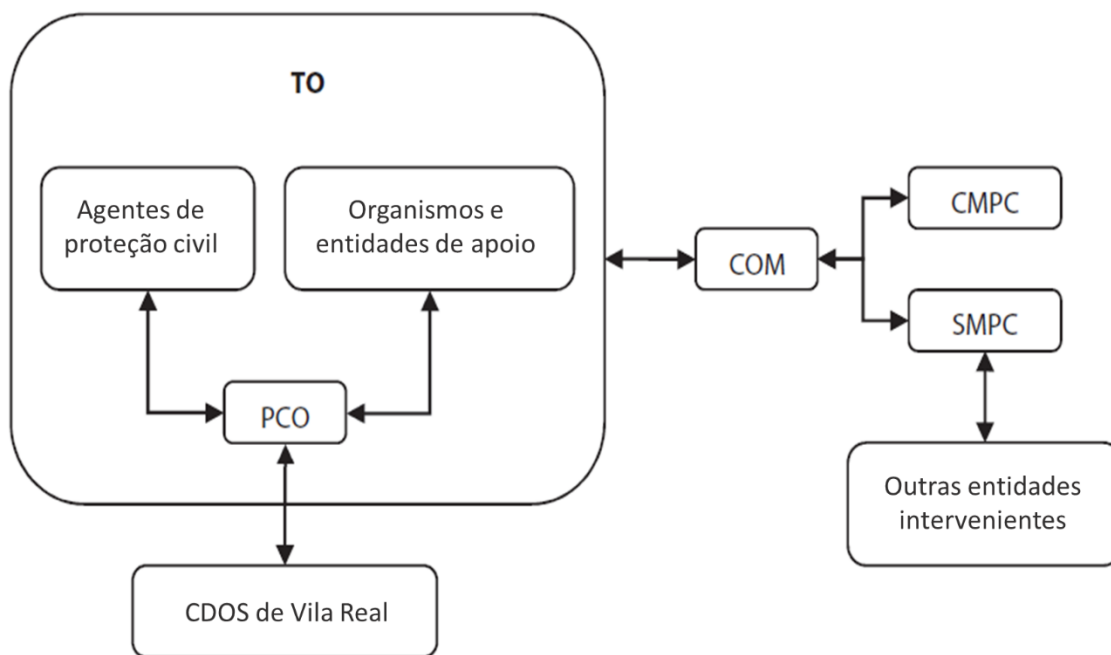 TO
Agentes de
proteção civil
Organismos e
entidades de apoio
PCO
CDOS de Vila Real
COM
CMPC
SMPC
Outras entidades
intervenientes